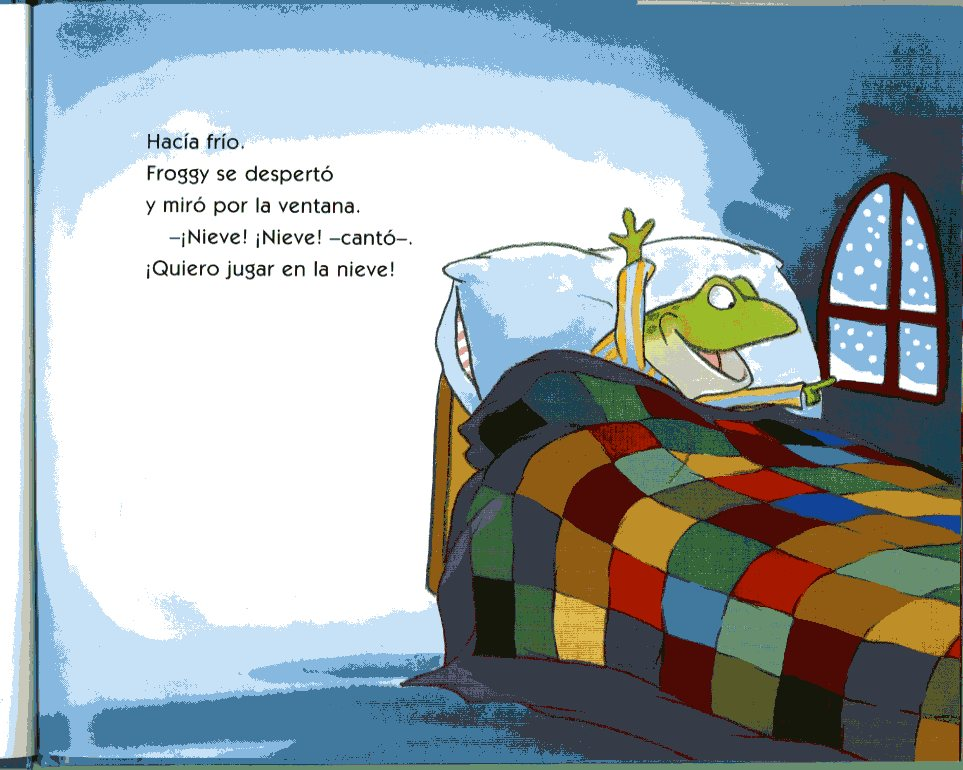 Hacía frío.
Froggy se despertó
y miró por la ventana.
–¡Nieve! ¡Nieve! –cantó–.
¡Quiero jugar en la nieve!